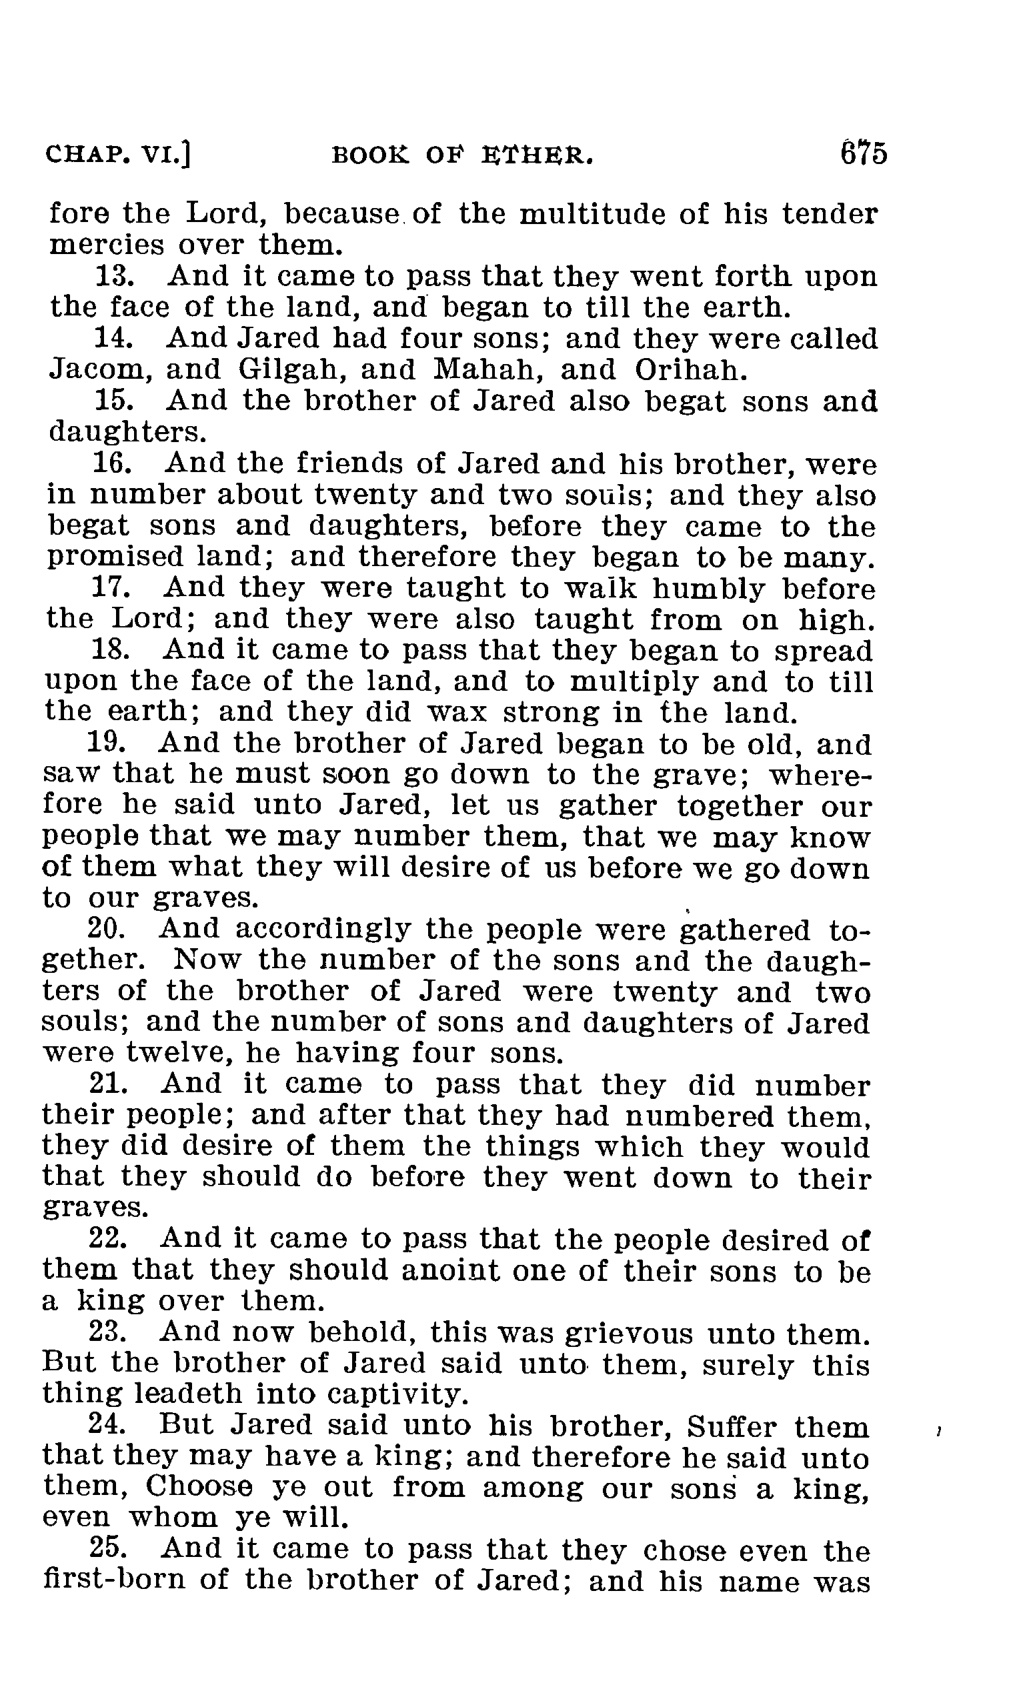 CHAP. VI.] BOOK OF ETHER. 675
fore the Lord, because of the multitude of his tender
mercies over them.
13. And it came to pass that they went forth upon
the face of the land, and began to till the earth.
14. And Jared had four sons; and they were called
Jacom, and Gilgah, and Mahah, and Orihah.
15. And the brother of Jared also begat sons and
daughters.
16. And the friends of Jared and his brother, were
in number about twenty and two souls; and they also
begat sons and daughters, before they came to the
promised land; and therefore they began to be many.
17. And they were taught to walk humbly before
the Lord; and they were also taught from on high.
18. And it came to pass that they began to spread
upon the face of the land, and to multiply and to till
the earth; and they did wax strong in the land.
19. And the brother of Jared began to be old, and
saw that he must soon go down to the grave; where-
fore he said unto Jared, let us gather together our
people that we may number them, that we may know
of them what they will desire of us before we go down
to our graves.
20. And accordingly the people were gathered to-
gether. Now the number of the sons and the daugh-
ters of the brother of Jared were twenty and two
souls; and the number of sons and daughters of Jared
were twelve, he having four sons.
21. And it came to pass that they did number
their people; and after that they had numbered them,
they did desire of them the things which they would
that they should do before they went down to their
graves.
22. And it came to pass that the people desired of
them that they should anoint one of their sons to be
a king over them.
23. And now behold, this was grievous unto them.
But the brother of Jared said unto them, surely this
thing leadeth into captivity.
24. But Jared said unto his brother, Suffer them
that they may have a king; and therefore he said unto
them, Choose ye out from among our sons a king,
even whom ye will.
25. And it came to pass that they chose even the
first-born of the brother of Jared; and his name was